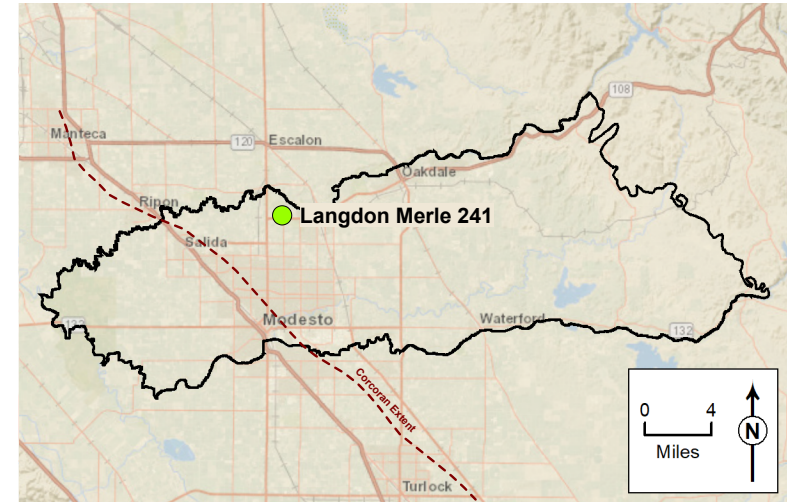 108
Manteca
120
Escalon
Oakdale
Ripon
Langdon Merle 241
Salida
Modesto
Waterford
132
132
Corcoran Extent
0 4
Miles
N
Turlock